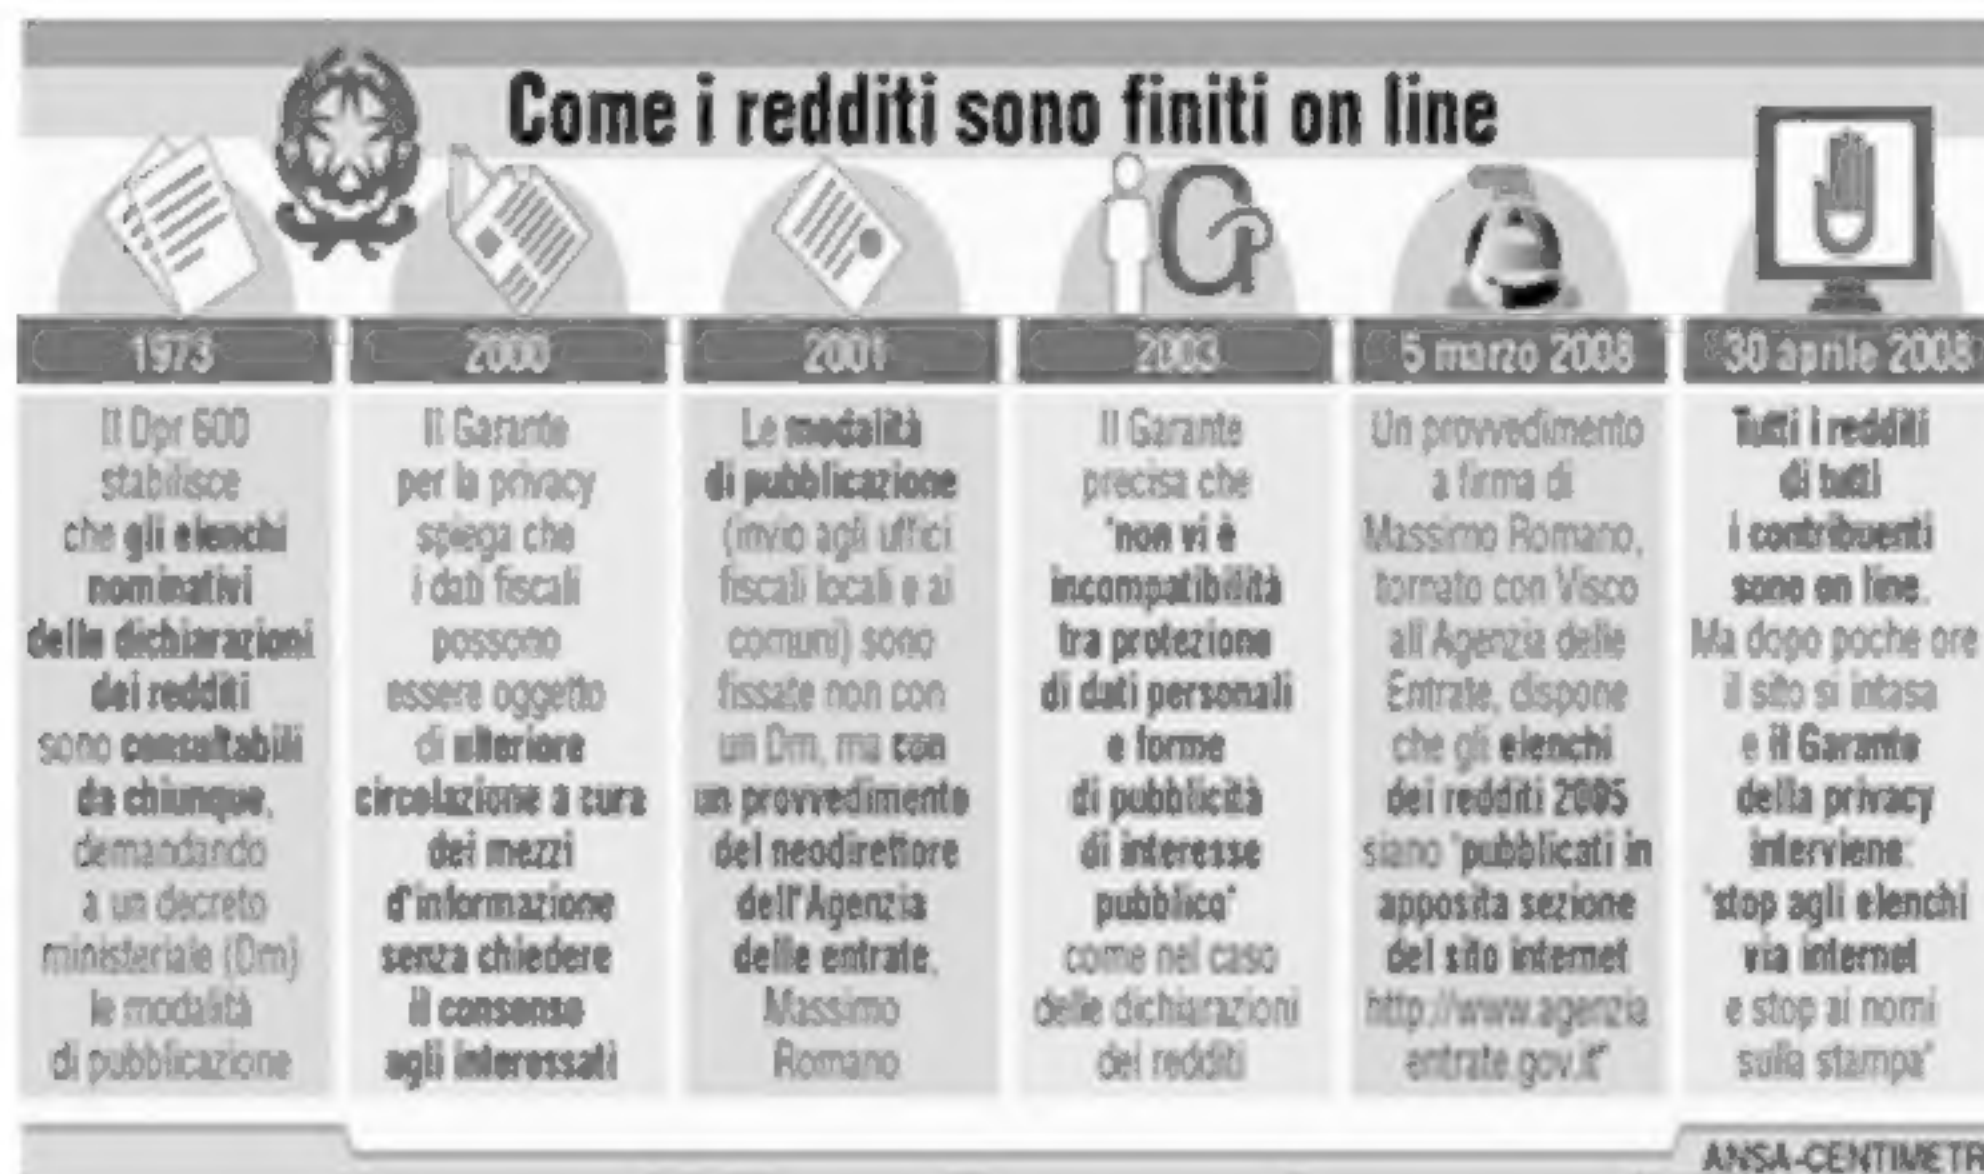 Come i redditi sono finiti on line
1973
Il Dpr 600
stabilisce
che gli elenchi
nominativi
delle dichiarazioni
dei redditi
sono consultabili
da chiunque,
demandando
a un decreto
ministeriale (Dm)
le modalità
di pubblicazione
2000
Il Garante
per la privacy
spiega che
i dati fiscali
possono
essere oggetto
di ulteriore
circolazione a cura
dei mezzi
d'informazione
senza chiedere
il consenso
agli interessati
2001
Le modalità
di pubblicazione
(invio agli uffici
fiscali locali e ai
comuni) sono
fissate non con
un Dm, ma con
un provvedimento
del neodirettore
dell'Agenzia
delle entrate,
Massimo
Romano
2003
Il Garante
precisa che
"non vi è
incompatibilità
tra protezione
di dati personali
e forme
di pubblicità
di interesse
pubblico"
come nel caso
delle dichiarazioni
dei redditi
5 marzo 2008
Un provvedimento
a firma di
Massimo Romano,
tornato con Visco
all'Agenzia delle
Entrate, dispone
che gli elenchi
dei redditi 2005
siano "pubblicati in
apposita sezione
del sito internet
http://www.agenzia
entrate.gov.it"
30 aprile 2008
Tutti i redditi
di tutti
i contribuenti
sono on line.
Ma dopo poche ore
il sito si intasa
e il Garante
della privacy
interviene:
"stop agli elenchi
via internet
e stop ai nomi
sulla stampa"
ANSA-CENTIMETR